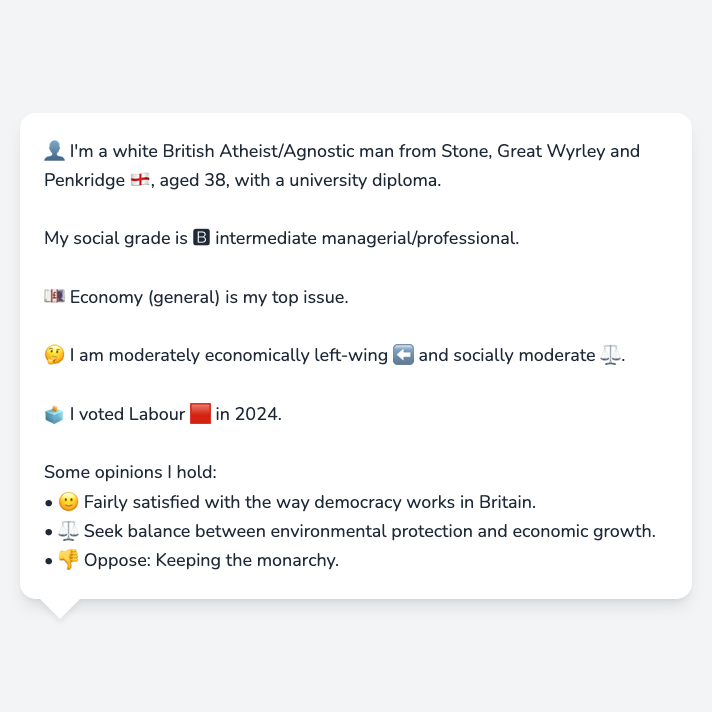 👤 I'm a white British Atheist/Agnostic man from Stone, Great Wyrley and
Penkridge 🏴󠁧󠁢󠁥󠁮󠁧󠁿, aged 38, with a university diploma.
My social grade is 🅱 intermediate managerial/professional.
💷 Economy (general) is my top issue.
🤔 I am moderately economically left-wing ⬅️ and socially moderate ⚖️.
🗳️ I voted Labour 🟥 in 2024.
Some opinions I hold:
• 🙂 Fairly satisfied with the way democracy works in Britain.
• ⚖️ Seek balance between environmental protection and economic growth.
• 👎 Oppose: Keeping the monarchy.